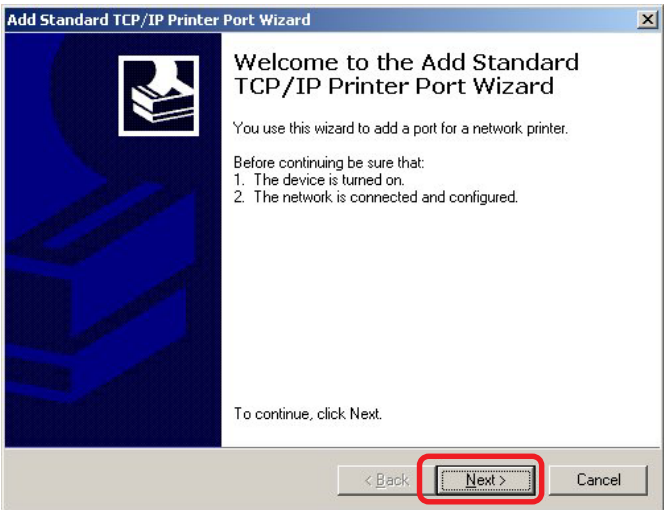 Add Standard TCP/IP Printer Port Wizard
Welcome to the Add Standard
TCP/IP Printer Port Wizard
You use this wizard to add a port for a network printer.
Before continuing be sure that:
1. The device is turned on.
2. The network is connected and configured.
To continue, click Next.
< Back Next > Cancel